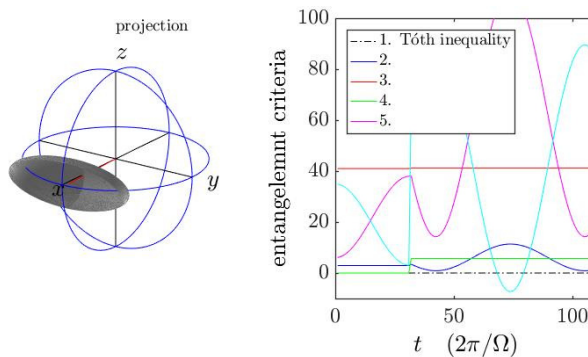 projection
z
x
y
entangelemnt criteria
100
80
60
40
20
0
1. Tóth inequality
2.
3.
4.
5.
0
50
100
t (2π/Ω)